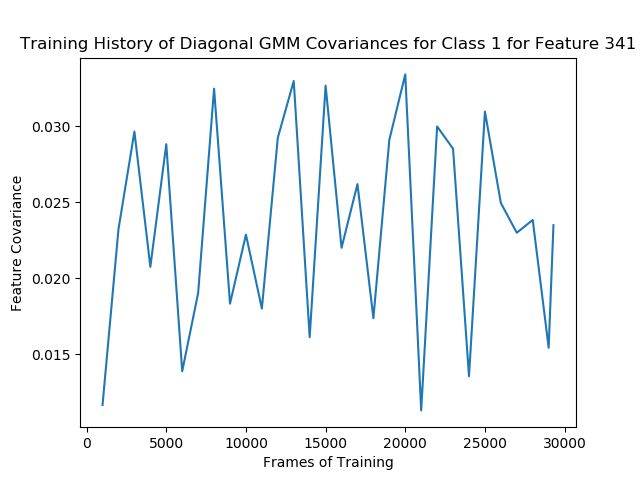 Training History of Diagonal GMM Covariances for Class 1 for Feature 341
0.030
0.025
0.020
0.015
Feature Covariance
0 5000 10000 15000 20000 25000 30000
Frames of Training